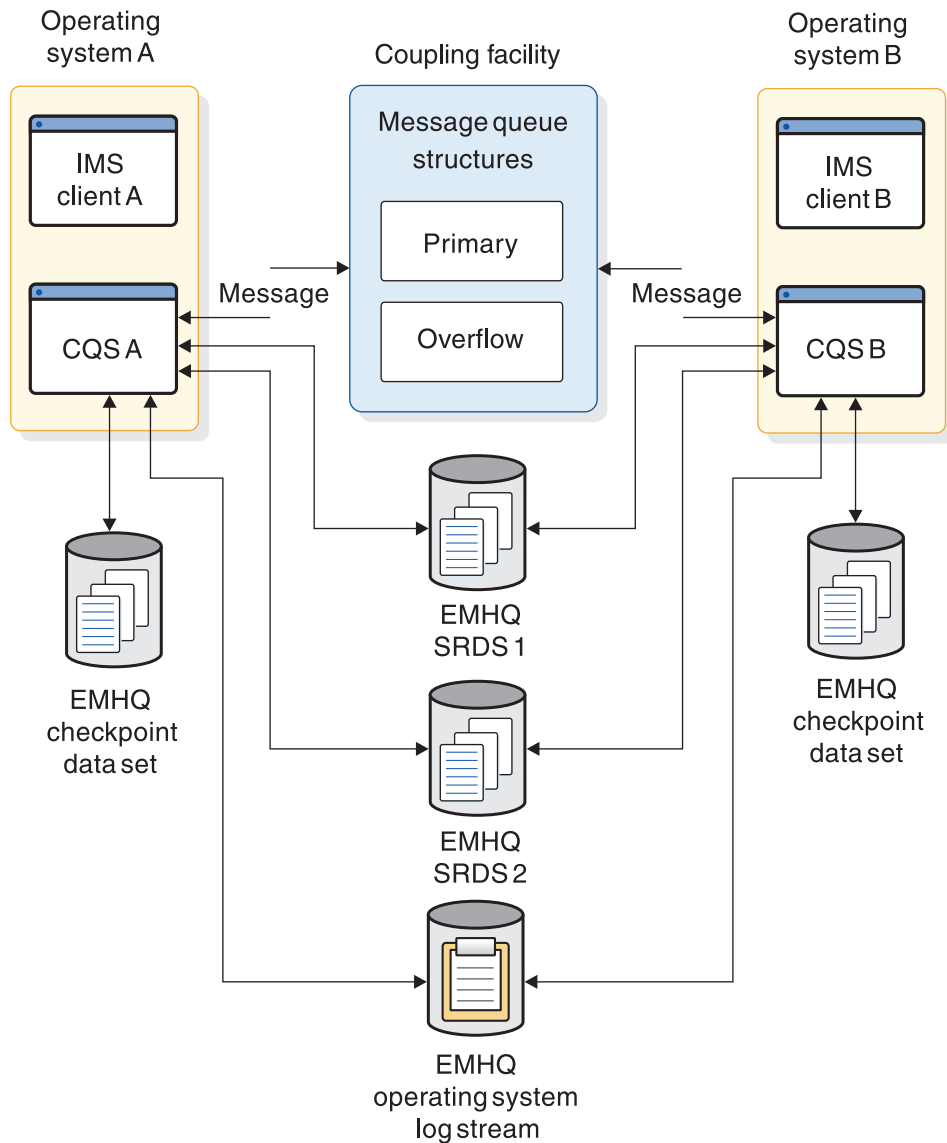 Operating
system A
Coupling facility
Operating
system B
IMS
client A
Message queue
structures
IMS
client B
Primary
Message
Message
CQS A
Overflow
CQS B
EMHQ
SRDS 1
EMHQ
checkpoint
data set
EMHQ
checkpoint
data set
EMHQ
SRDS 2
EMHQ
operating system
log stream